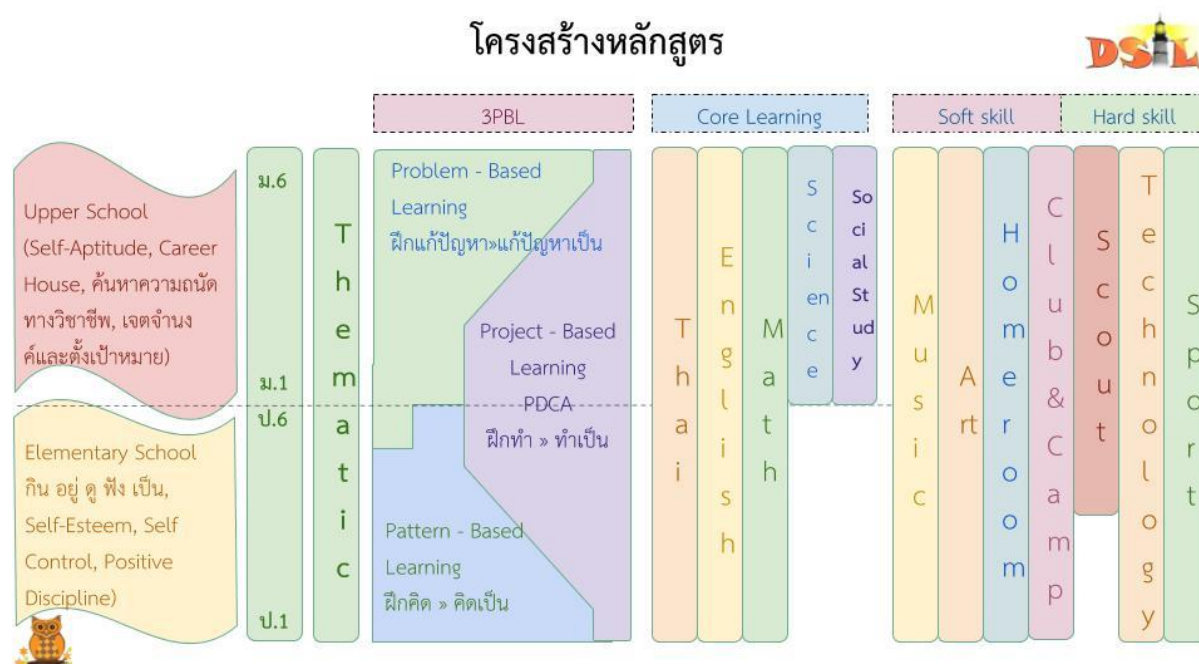 โครงสร้างหลักสูตร
DSIL
3PBL
Core Learning
Soft skill
Hard skill
Upper School
(Self-Aptitude, Career
House, ค้นหาความถนัด
ทางวิชาชีพ, เจตจำนง
ค์และตั้งเป้าหมาย)
Elementary School
กิน อยู่ ดู ฟัง เป็น,
Self-Esteem, Self
Control, Positive
Discipline)
ม.6
ม.1
ป.6
ป.1
Thematic
Problem - Based
Learning
ฝึกแก้ปัญหา»แก้ปัญหาเป็น
Project - Based
Learning
PDCA
ฝึกทำ » ทำเป็น
Pattern - Based
Learning
ฝึกคิด » คิดเป็น
Thai
English
Math
Science
Social Study
Music
Art
Homeroom
Club&Camp
Scout
Technology
Sport